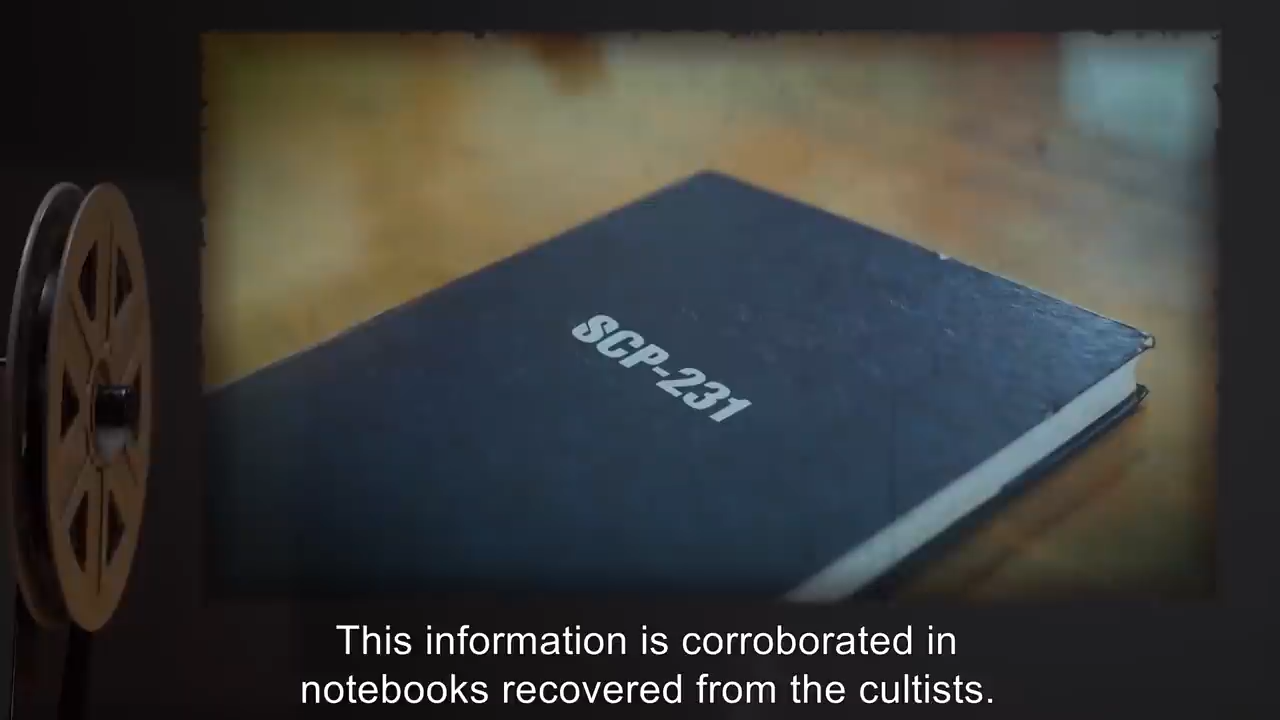 SCP-231
This information is corroborated in
notebooks recovered from the cultists.